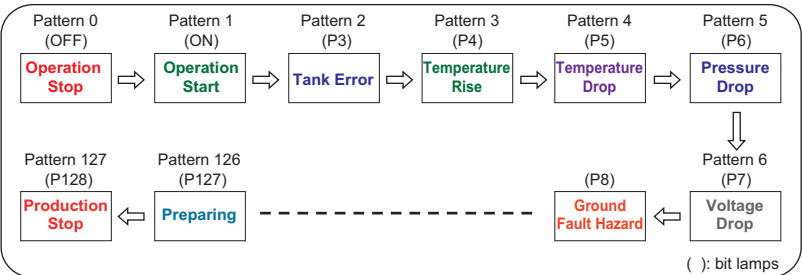 Pattern 0
(OFF)
Operation
Stop
Pattern 1
(ON)
Operation
Start
Pattern 2
(P3)
Tank Error
Pattern 3
(P4)
Temperature
Rise
Pattern 4
(P5)
Temperature
Drop
Pattern 5
(P6)
Pressure
Drop
Pattern 6
(P7)
Voltage
Drop
(P8)
Ground
Fault Hazard
Pattern 126
(P127)
Preparing
Pattern 127
(P128)
Production
Stop
( ): bit lamps